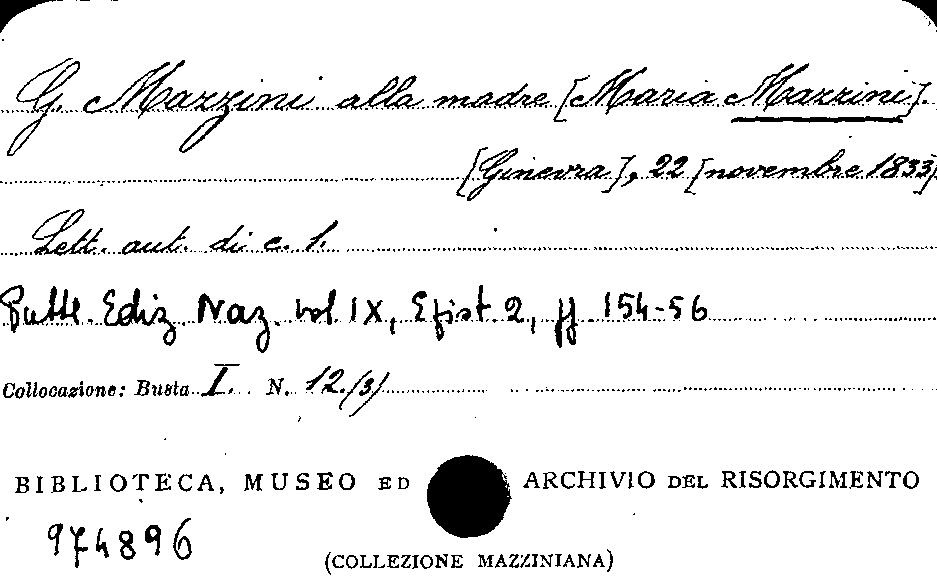 G. Mazzini alla madre [Maria Mazzini].
[Ginevra], 22 [novembre 1833]
Lett. aut. di c. 1.
Pubbl. Ediz. Naz. vol IX, Epist 2, pp. 154-56
Collocazione: Busta I. N. 12.(3)
BIBLIOTECA, MUSEO ED ARCHIVIO DEL RISORGIMENTO
974896
(COLLEZIONE MAZZINIANA)